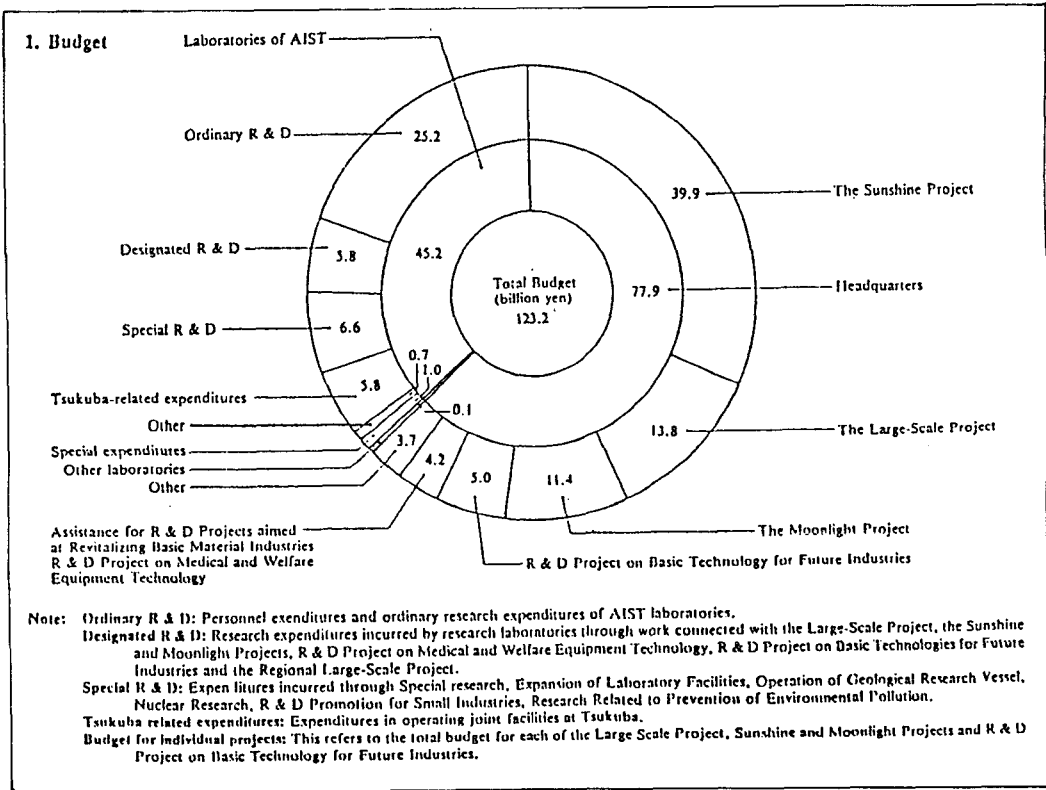 1. Budget
Laboratories of AIST
Ordinary R & D
25.2
39.9
The Sunshine Project
Designated R & D
5.8
45.2
Total Budget
(billion yen)
123.2
77.9
Headquarters
Special R & D
6.6
0.7
1.0
Tsukuba-related expenditures
5.8
0.1
Other
13.8
The Large-Scale Project
Special expenditures
3.7
Other laboratories
4.2
5.0
11.4
Other
Assistance for R & D Projects aimed
at Revitalizing Basic Material Industries
R & D Project on Medical and Welfare
Equipment Technology
The Moonlight Project
R & D Project on Basic Technology for Future Industries
Note: Ordinary R & D: Personnel exenditures and ordinary research expenditures of AIST laboratories.
Designated R & D: Research expenditures incurred by research laboratories through work connected with the Large-Scale Project, the Sunshine
and Moonlight Projects, R & D Project on Medical and Welfare Equipment Technology, R & D Project on Basic Technologies for Future
Industries and the Regional Large-Scale Project.
Special R & D: Expen litures incurred through Special research, Expansion of Laboratory Facilities, Operation of Geological Research Vessel,
Nuclear Research, R & D Promotion for Small Industries, Research Related to Prevention of Environmental Pollution.
Tsukuba related expenditures: Expenditures in operating joint facilities at Tsukuba.
Budget for individual projects: This refers to the total budget for each of the Large Scale Project, Sunshine and Moonlight Projects and R & D
Project on Basic Technology for Future Industries.